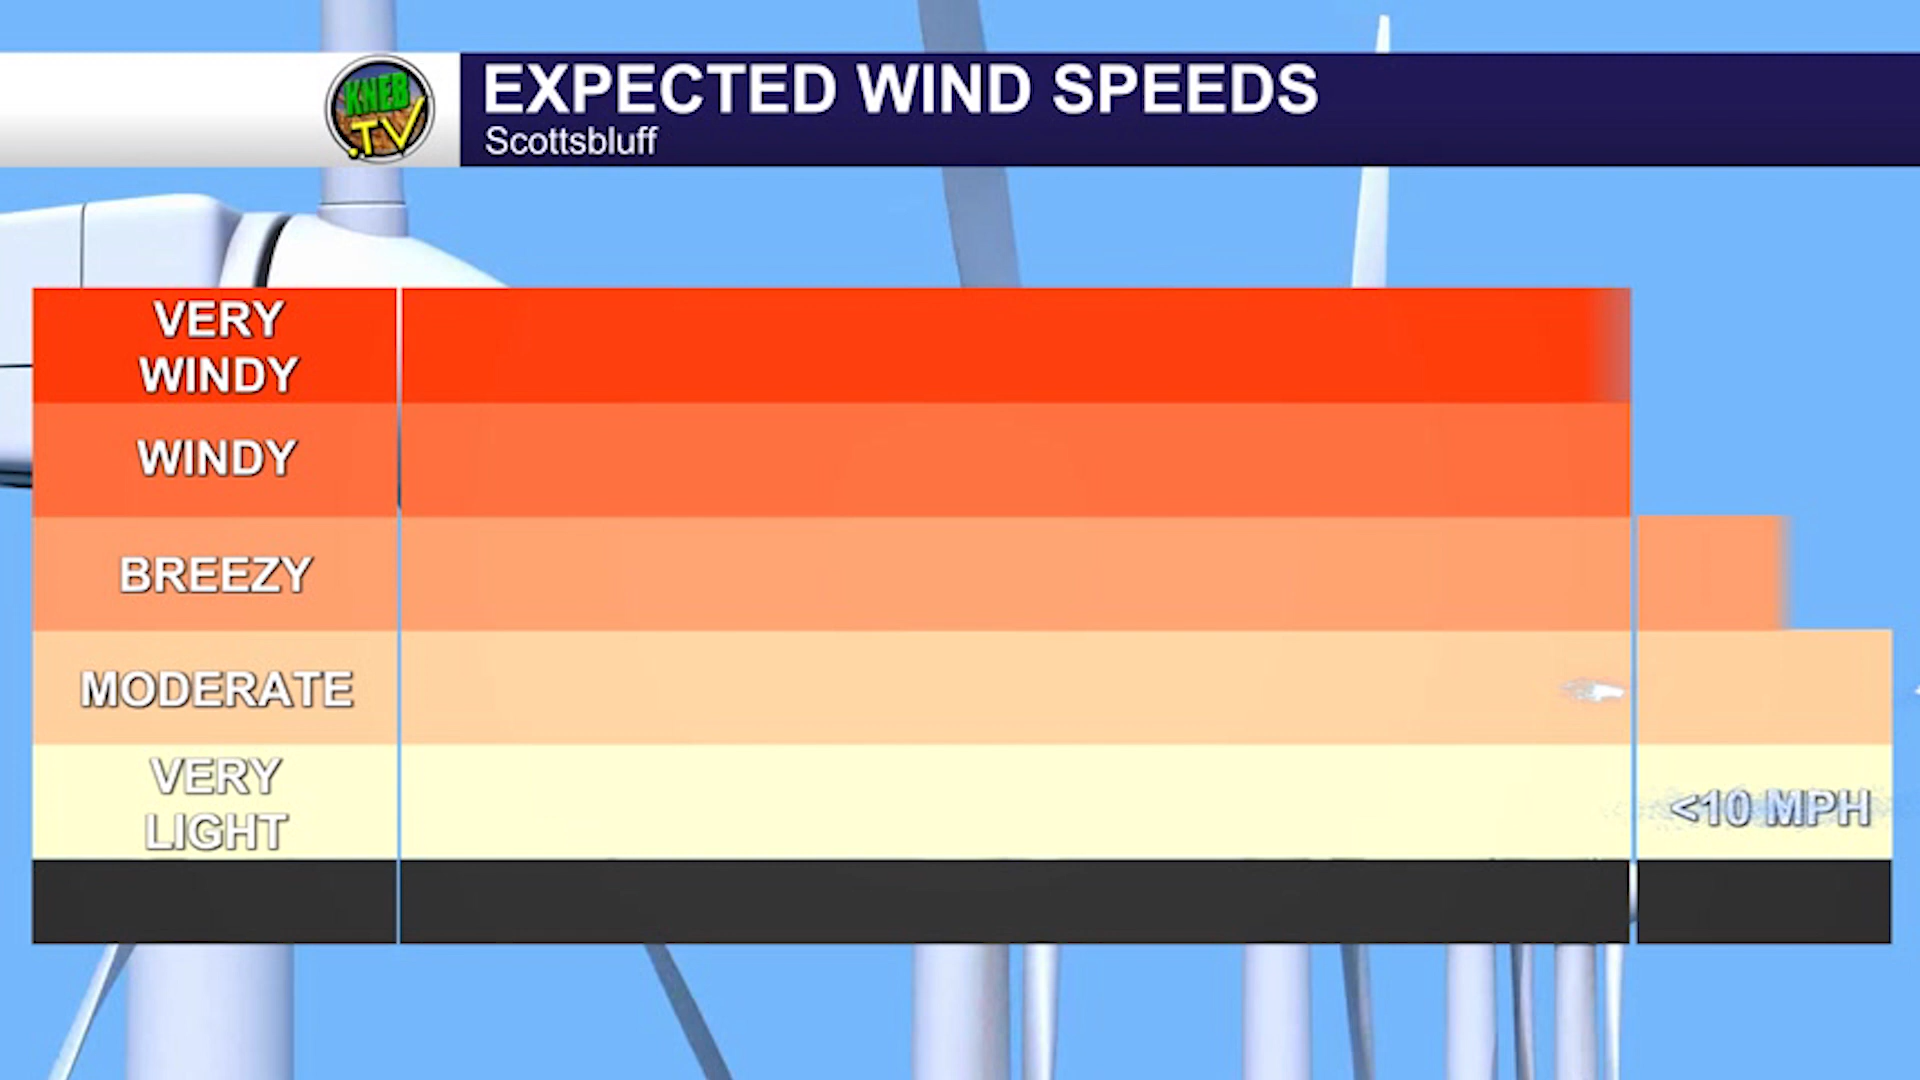 KNEB
.TV
EXPECTED WIND SPEEDS
Scottsbluff
VERY
WINDY
WINDY
BREEZY
MODERATE
VERY
LIGHT
<10 MPH